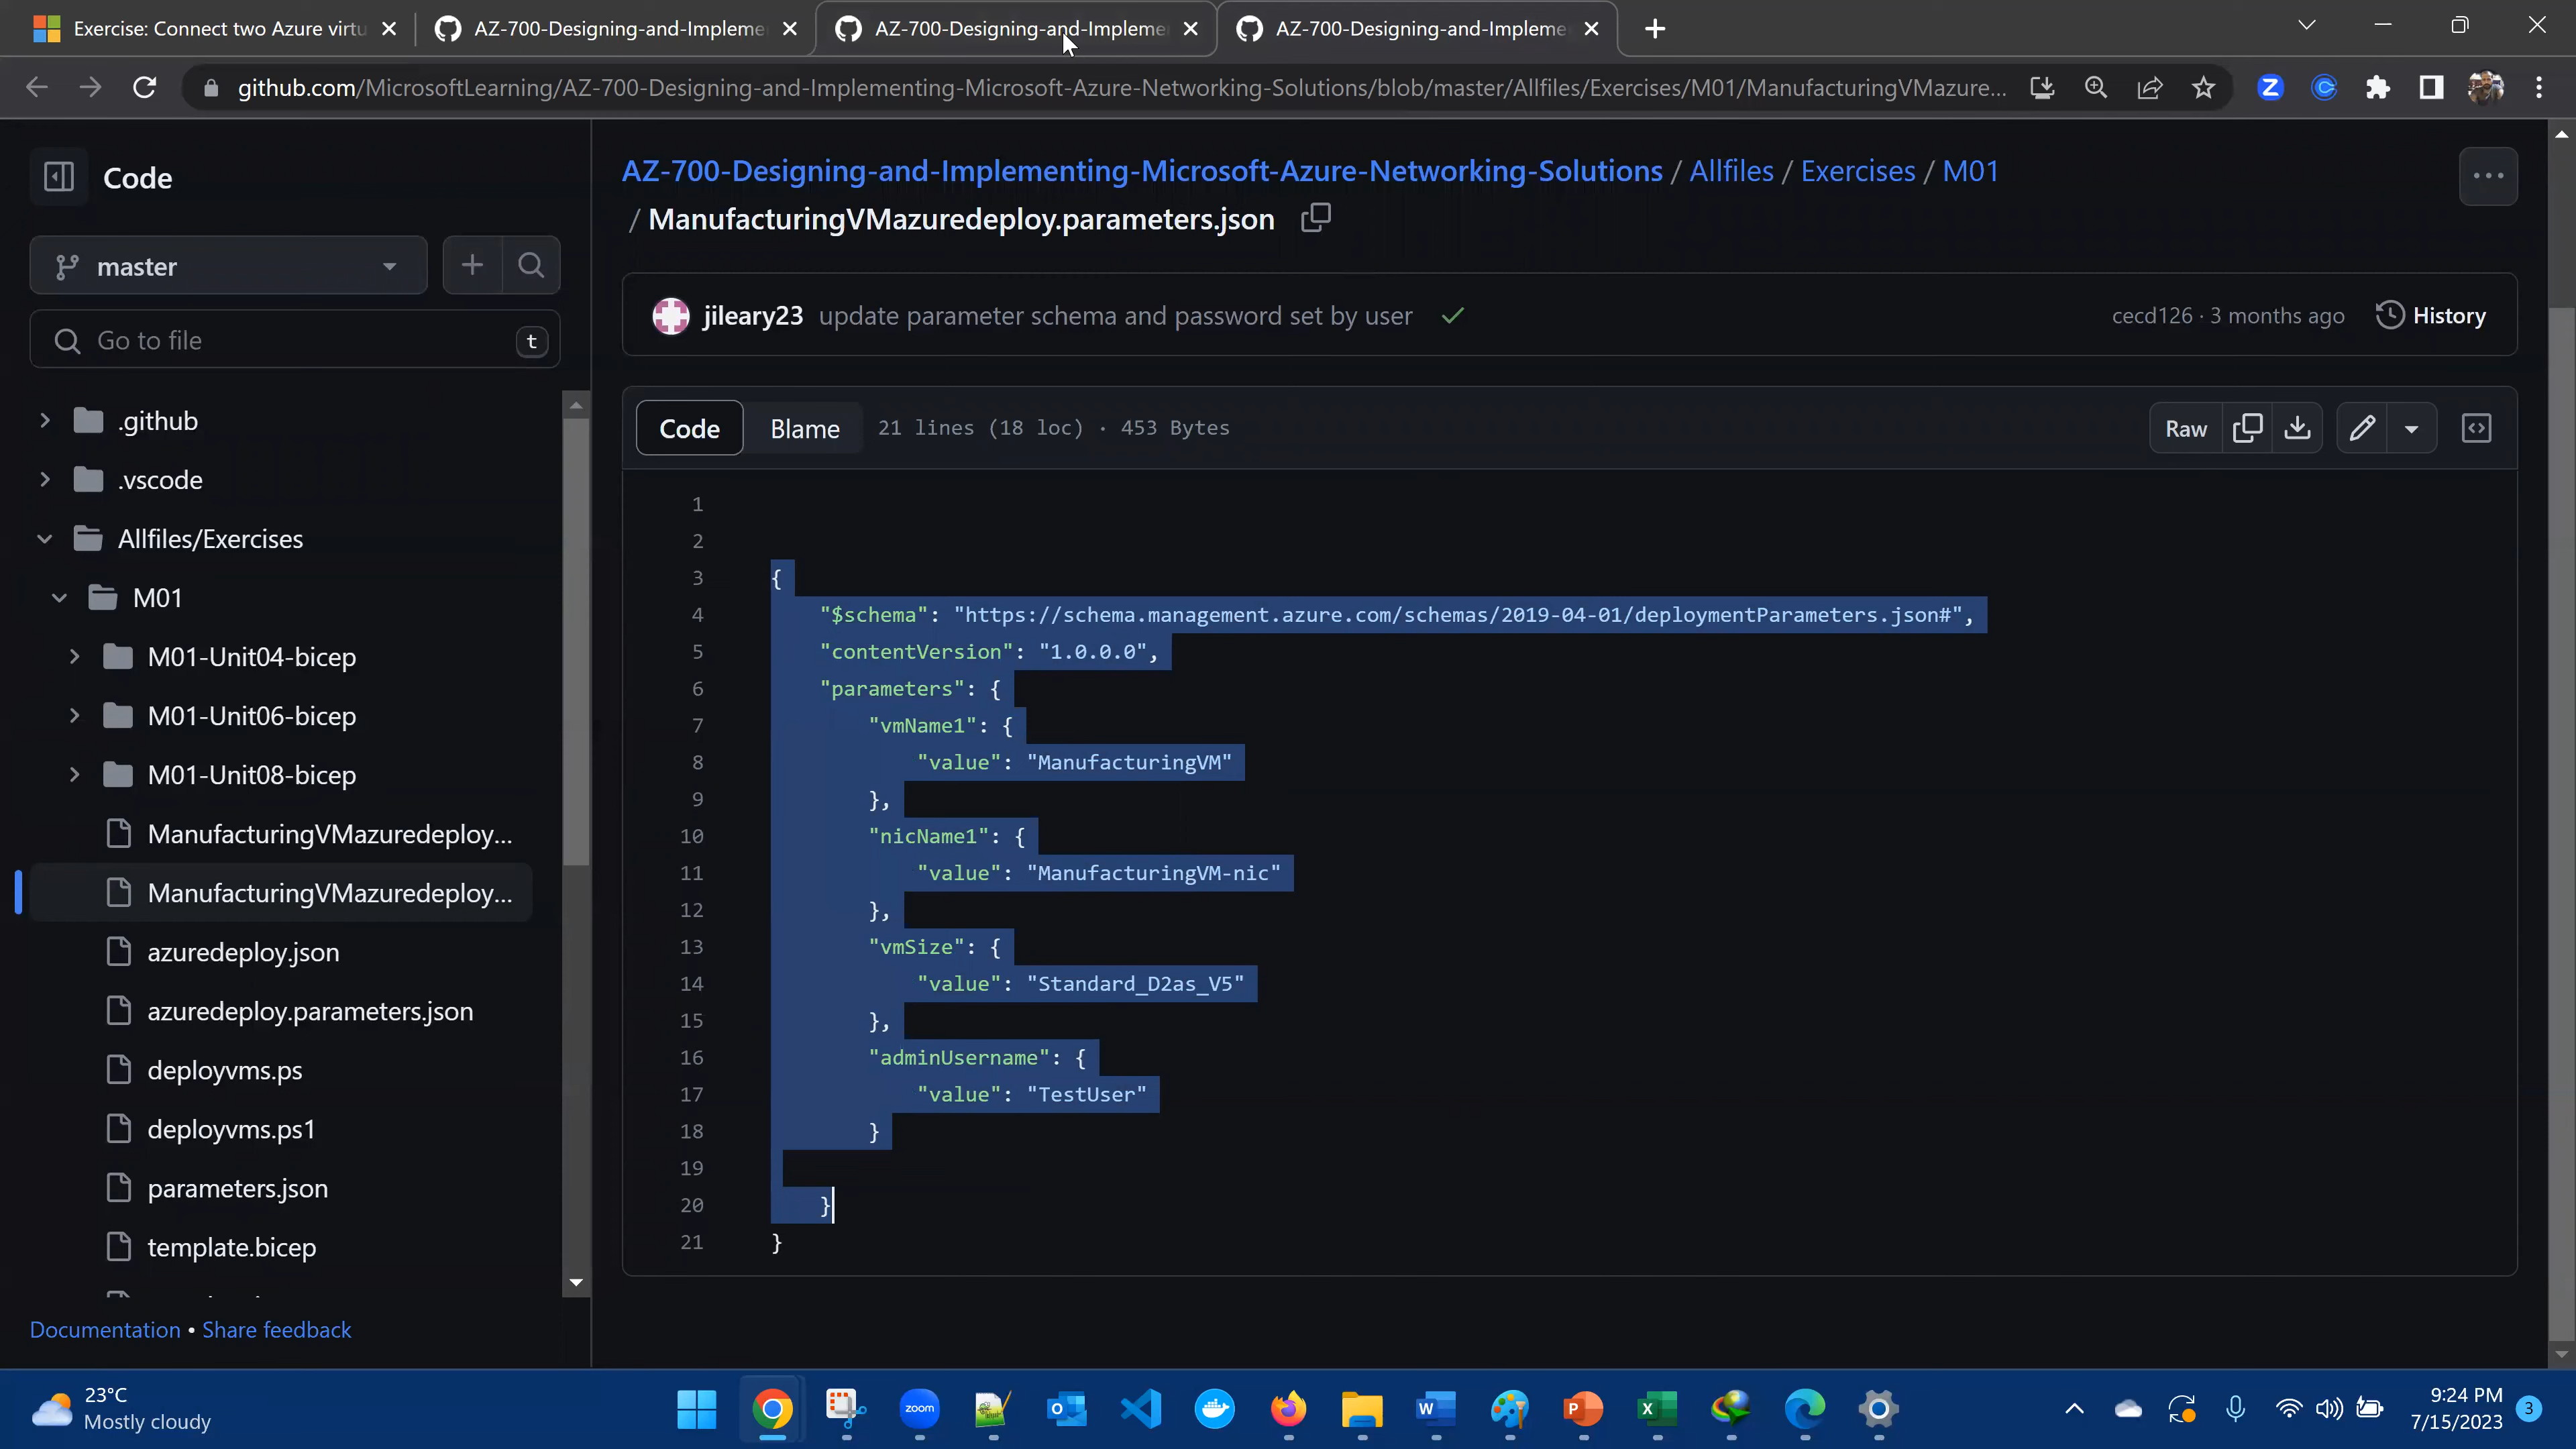 Exercise: Connect two Azure virtu
AZ-700-Designing-and-Impleme
AZ-700-Designing-and-Impleme
AZ-700-Designing-and-Impleme
github.com/MicrosoftLearning/AZ-700-Designing-and-Implementing-Microsoft-Azure-Networking-Solutions/blob/master/Allfiles/Exercises/M01/ManufacturingVMazure...
Code
master
Go to file
t
.github
.vscode
Allfiles/Exercises
M01
M01-Unit04-bicep
M01-Unit06-bicep
M01-Unit08-bicep
ManufacturingVMazuredeploy...
ManufacturingVMazuredeploy...
azuredeploy.json
azuredeploy.parameters.json
deployvms.ps
deployvms.ps1
parameters.json
template.bicep
Documentation • Share feedback
AZ-700-Designing-and-Implementing-Microsoft-Azure-Networking-Solutions / Allfiles / Exercises / M01
/ ManufacturingVMazuredeploy.parameters.json
jileary23 update parameter schema and password set by user
cecd126 · 3 months ago
History
Code Blame 21 lines (18 loc) · 453 Bytes
Raw
1
2
3 {
4 "$schema": "https://schema.management.azure.com/schemas/2019-04-01/deploymentParameters.json#",
5 "contentVersion": "1.0.0.0",
6 "parameters": {
7 "vmName1": {
8 "value": "ManufacturingVM"
9 },
10 "nicName1": {
11 "value": "ManufacturingVM-nic"
12 },
13 "vmSize": {
14 "value": "Standard_D2as_V5"
15 },
16 "adminUsername": {
17 "value": "TestUser"
18 }
19
20 }
21 }
23°C
Mostly cloudy
zoom
9:24 PM
7/15/2023
3